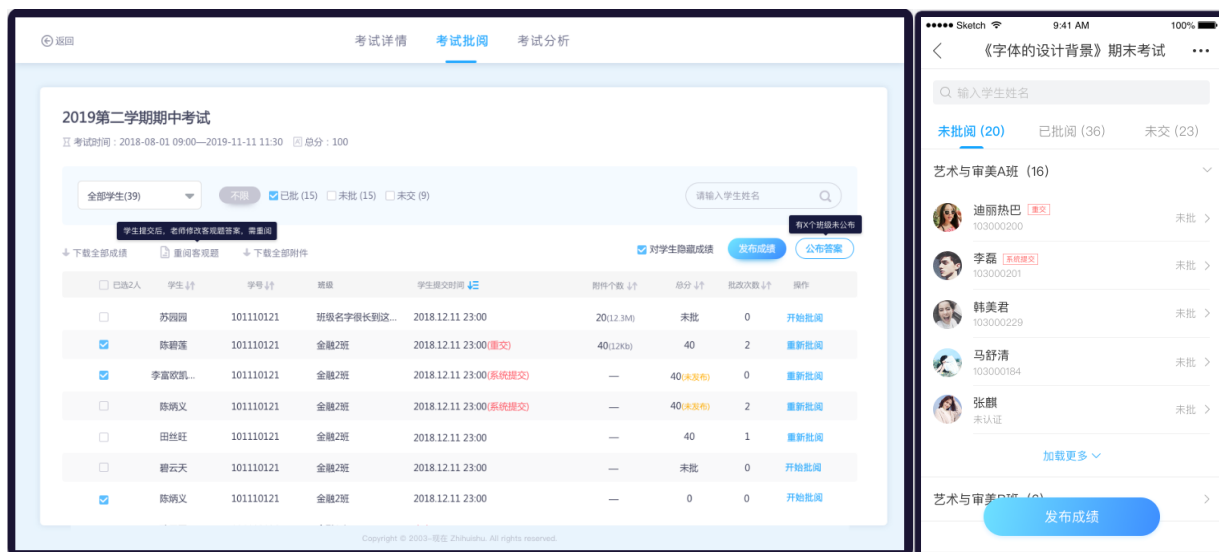 返回
考试详情 考试批阅 考试分析
2019第二学期期中考试
考试时间：2018-08-01 09:00—2019-11-11 11:30 总分：100
全部学生(39) 不限 已批 (15) 未批 (15) 未交 (9) 请输入学生姓名
学生提交后，老师修改客观题答案，需重阅 有X个班级未公布
下载全部成绩 重阅客观题 下载全部附件 对学生隐藏成绩 发布成绩 公布答案
已选2人 学生 学号 班级 学生提交时间 附件个数 总分 批改次数 操作
苏园园 101110121 班级名字很长到这... 2018.12.11 23:00 20(12.3M) 未批 0 开始批阅
陈碧莲 101110121 金融2班 2018.12.11 23:00(重交) 40(12Kb) 40 2 重新批阅
李富欧凯... 101110121 金融2班 2018.12.11 23:00(系统提交) — 40(未发布) 0 重新批阅
陈炳义 101110121 金融2班 2018.12.11 23:00(系统提交) — 40(未发布) 2 重新批阅
田丝旺 101110121 金融2班 2018.12.11 23:00 — 40 1 重新批阅
碧云天 101110121 金融2班 2018.12.11 23:00 — 未批 0 开始批阅
陈炳义 101110121 金融2班 2018.12.11 23:00 — 0 0 开始批阅
Copyright © 2003-现在 Zhihuishu. All rights reserved.
Sketch 9:41 AM 100%
《字体的设计背景》期末考试
输入学生姓名
未批阅 (20) 已批阅 (36) 未交 (23)
艺术与审美A班 (16)
迪丽热巴 重交
103000200 未批
李磊 系统提交
103000201 未批
韩美君
103000229 未批
马舒清
103000184 未批
张麒
未认证 未批
加载更多
艺术与审美
发布成绩